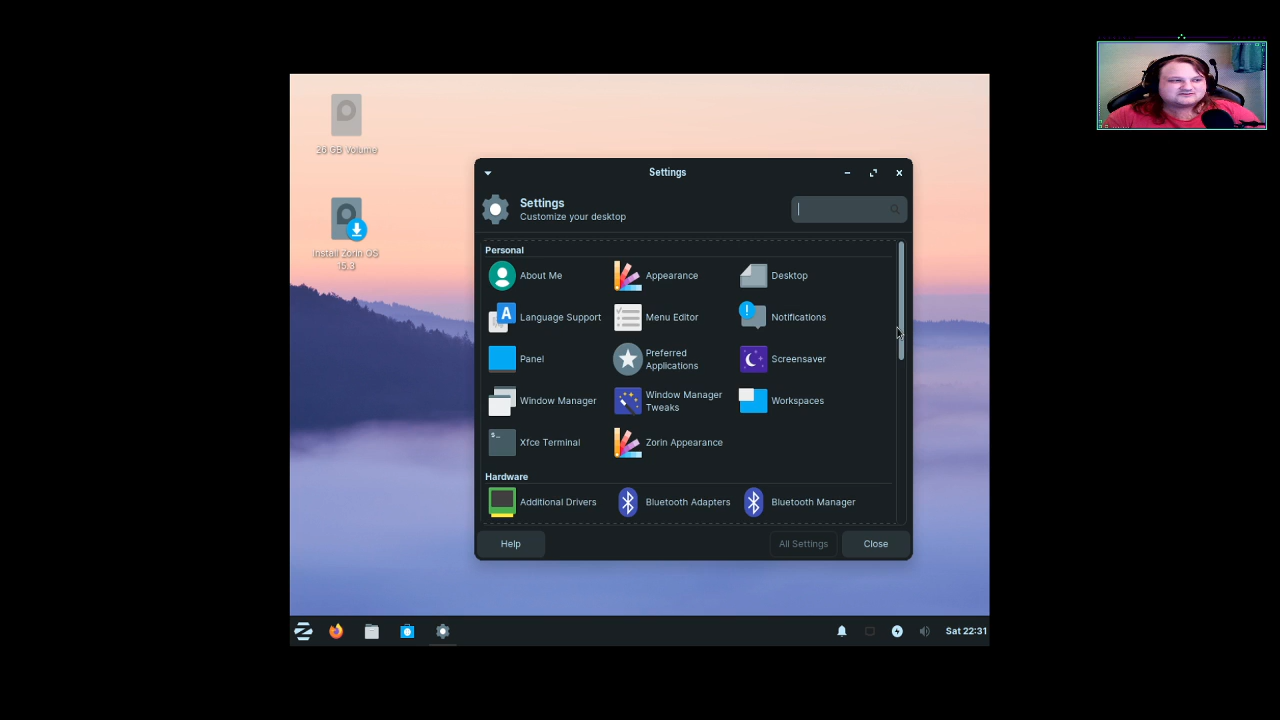 26 GB Volume
Install Zorin OS
15.3
Settings
Settings
Customize your desktop
Personal
About Me
Appearance
Desktop
Language Support
Menu Editor
Notifications
Panel
Preferred
Applications
Screensaver
Window Manager
Window Manager
Tweaks
Workspaces
Xfce Terminal
Zorin Appearance
Hardware
Additional Drivers
Bluetooth Adapters
Bluetooth Manager
Help
All Settings
Close
Sat 22:31